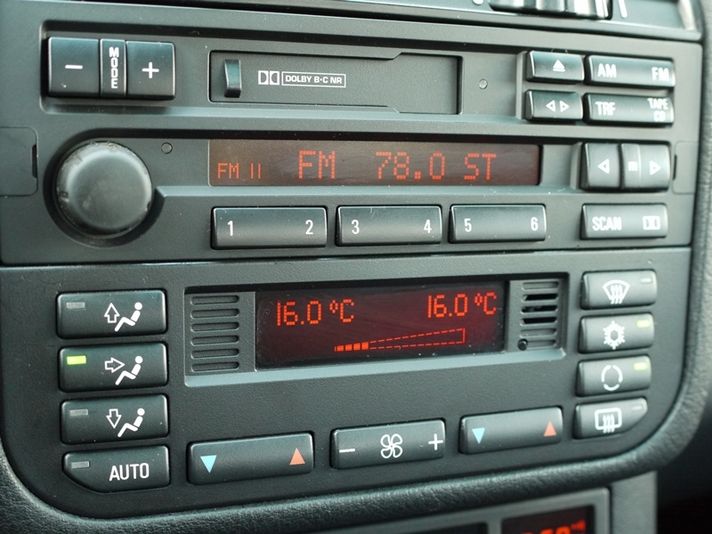 − MODE +
DOLBY B·C NR
AM FM
TRF TAPE CD
FM II FM 78.0 ST
1 2 3 4 5 6
SCAN
16.0 °C 16.0 °C
− +
AUTO